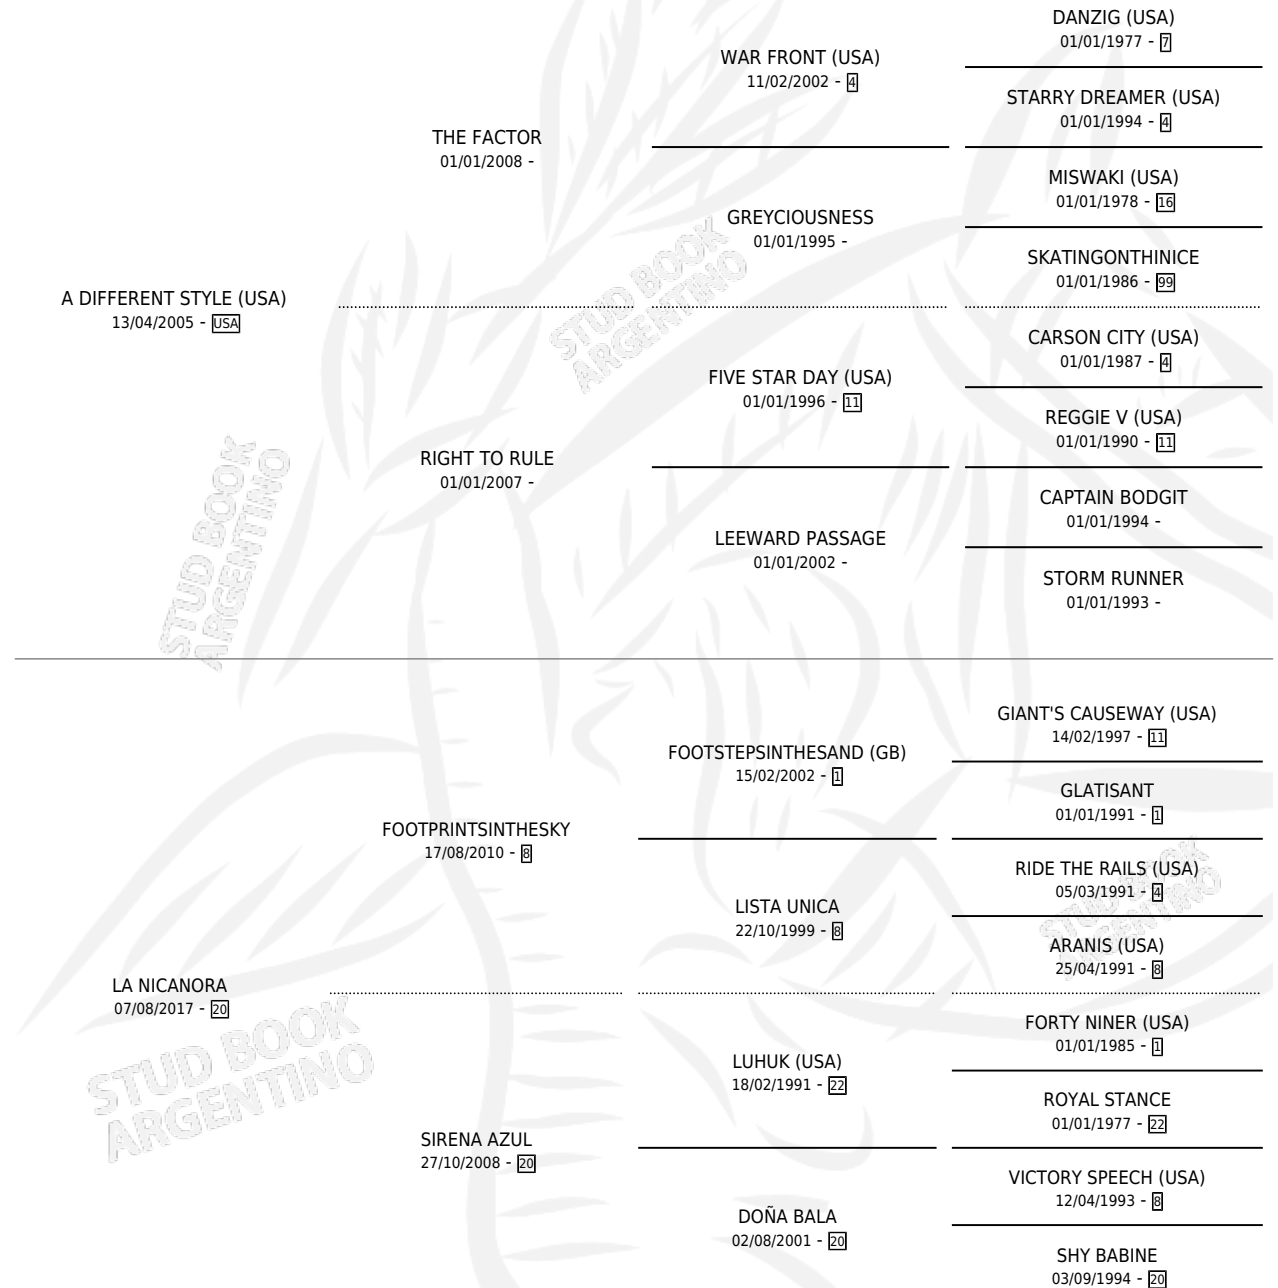 DANZIG (USA)
01/01/1977 - 7
WAR FRONT (USA)
11/02/2002 - 4
STARRY DREAMER (USA)
01/01/1994 - 4
THE FACTOR
01/01/2008 -
MISWAKI (USA)
01/01/1978 - 16
GREYCIOUSNESS
01/01/1995 -
SKATINGONTHINICE
01/01/1986 - 99
A DIFFERENT STYLE (USA)
13/04/2005 - USA
CARSON CITY (USA)
01/01/1987 - 4
FIVE STAR DAY (USA)
01/01/1996 - 11
REGGIE V (USA)
01/01/1990 - 11
RIGHT TO RULE
01/01/2007 -
CAPTAIN BODGIT
01/01/1994 -
LEEWARD PASSAGE
01/01/2002 -
STORM RUNNER
01/01/1993 -
GIANT'S CAUSEWAY (USA)
14/02/1997 - 11
FOOTSTEPSINTHESAND (GB)
15/02/2002 - 1
GLATISANT
01/01/1991 - 1
FOOTPRINTSINTHESKY
17/08/2010 - 8
RIDE THE RAILS (USA)
05/03/1991 - 4
LISTA UNICA
22/10/1999 - 8
ARANIS (USA)
25/04/1991 - 8
LA NICANORA
07/08/2017 - 20
FORTY NINER (USA)
01/01/1985 - 1
LUHUK (USA)
18/02/1991 - 22
ROYAL STANCE
01/01/1977 - 22
SIRENA AZUL
27/10/2008 - 20
VICTORY SPEECH (USA)
12/04/1993 - 8
DOÑA BALA
02/08/2001 - 20
SHY BABINE
03/09/1994 - 20
STUD BOOK
ARGENTINO
STUD BOOK
ARGENTINO
STUD BOOK
ARGENTINO
STUD BOOK
ARGENTINO